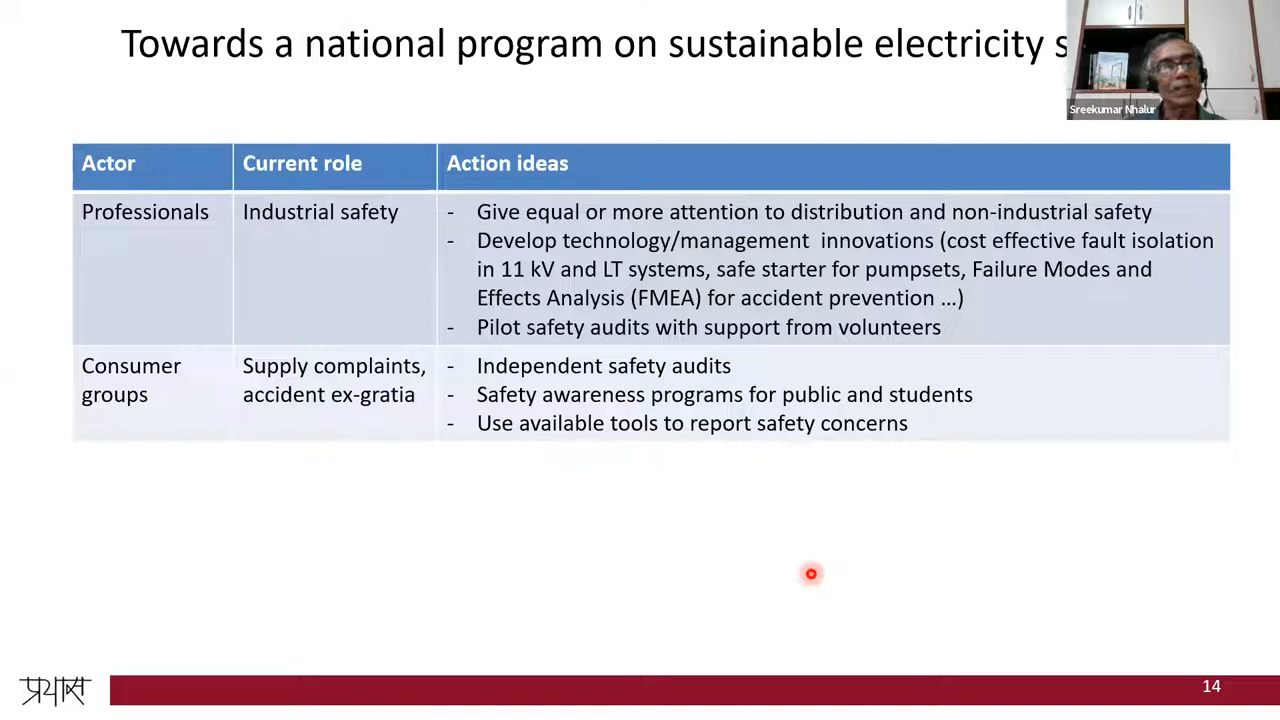 Towards a national program on sustainable electricity s
Sreekumar Nhalur
Actor
Current role
Action ideas
Professionals
Industrial safety
- Give equal or more attention to distribution and non-industrial safety
- Develop technology/management innovations (cost effective fault isolation
in 11 kV and LT systems, safe starter for pumpsets, Failure Modes and
Effects Analysis (FMEA) for accident prevention …)
- Pilot safety audits with support from volunteers
Consumer
groups
Supply complaints,
accident ex-gratia
- Independent safety audits
- Safety awareness programs for public and students
- Use available tools to report safety concerns
प्रयास
14